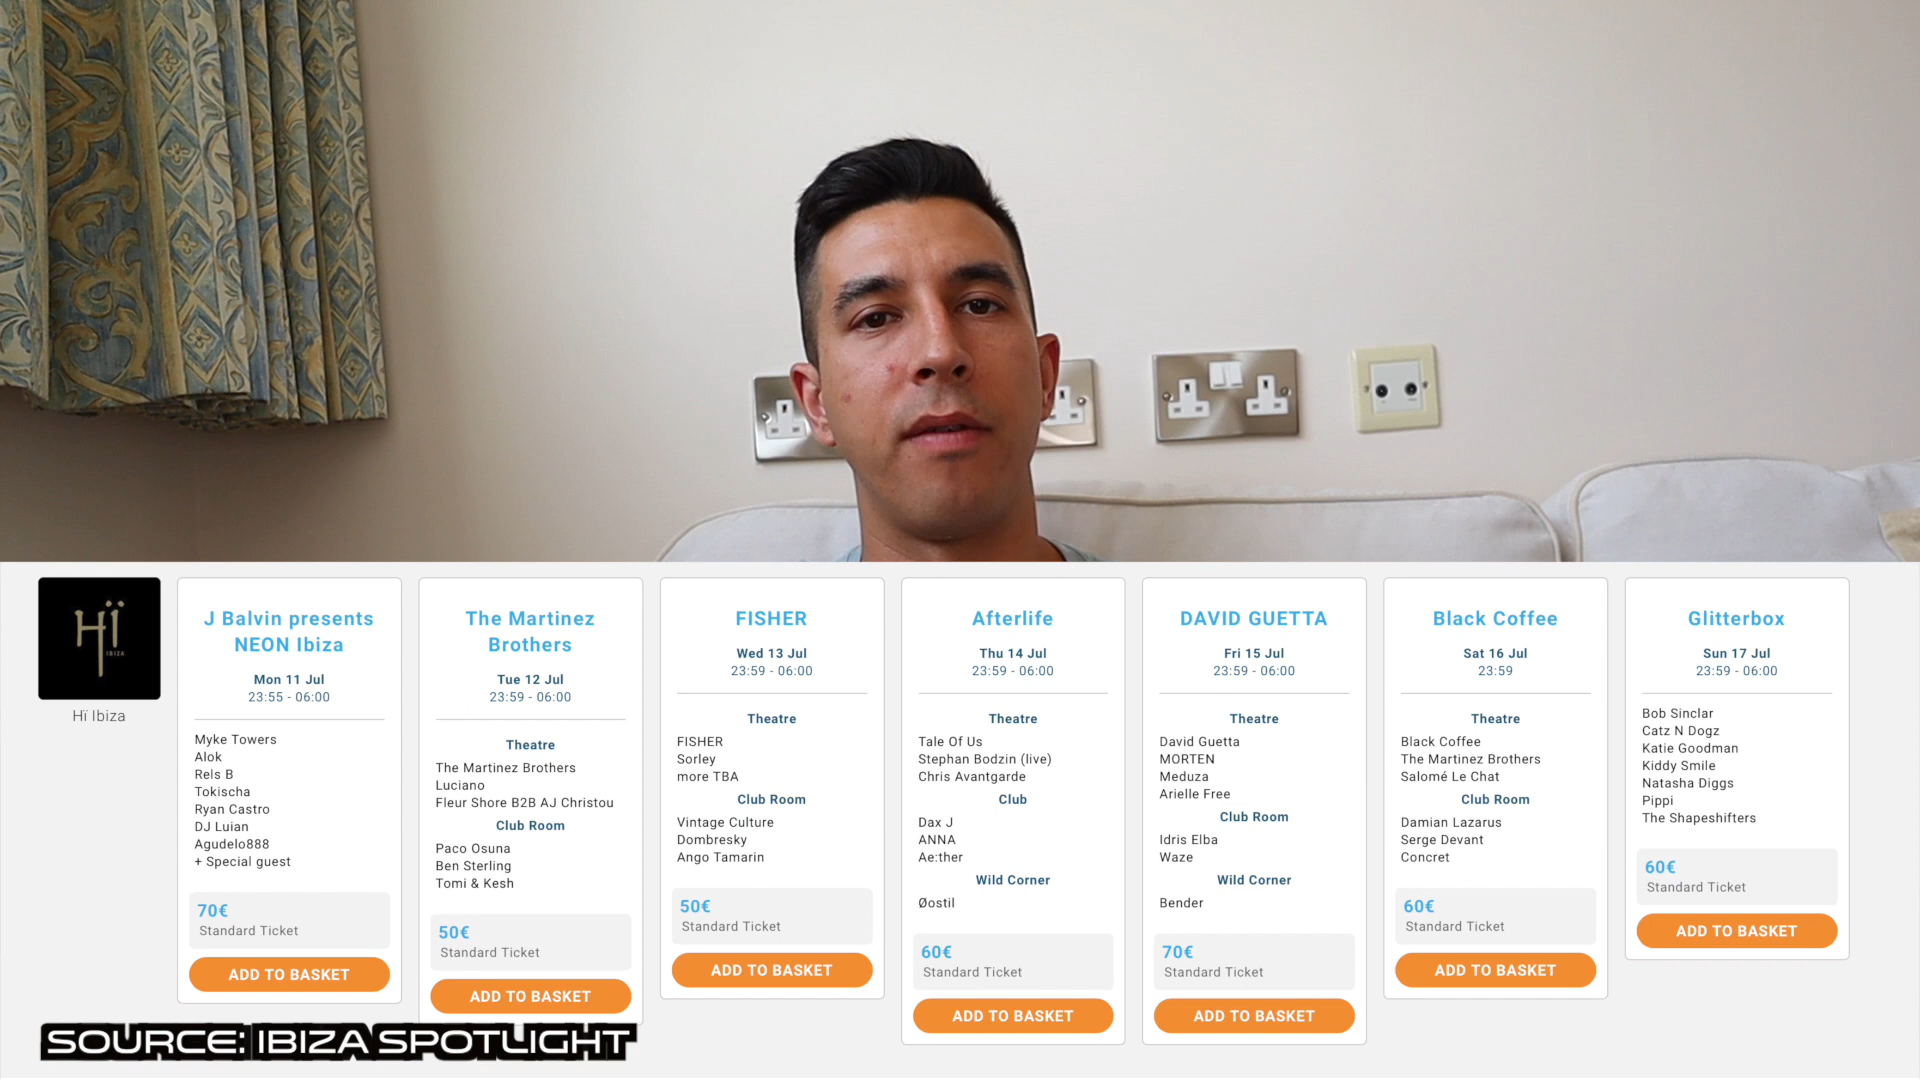 Hï
IBIZA
Hï Ibiza
J Balvin presents
NEON Ibiza
Mon 11 Jul
23:55 - 06:00
Myke Towers
Alok
Rels B
Tokischa
Ryan Castro
DJ Luian
Agudelo888
+ Special guest
70€
Standard Ticket
ADD TO BASKET
The Martinez
Brothers
Tue 12 Jul
23:59 - 06:00
Theatre
The Martinez Brothers
Luciano
Fleur Shore B2B AJ Christou
Club Room
Paco Osuna
Ben Sterling
Tomi & Kesh
50€
Standard Ticket
ADD TO BASKET
FISHER
Wed 13 Jul
23:59 - 06:00
Theatre
FISHER
Sorley
more TBA
Club Room
Vintage Culture
Dombresky
Ango Tamarin
50€
Standard Ticket
ADD TO BASKET
Afterlife
Thu 14 Jul
23:59 - 06:00
Theatre
Tale Of Us
Stephan Bodzin (live)
Chris Avantgarde
Club
Dax J
ANNA
Ae:ther
Wild Corner
Øostil
60€
Standard Ticket
ADD TO BASKET
DAVID GUETTA
Fri 15 Jul
23:59 - 06:00
Theatre
David Guetta
MORTEN
Meduza
Arielle Free
Club Room
Idris Elba
Waze
Wild Corner
Bender
70€
Standard Ticket
ADD TO BASKET
Black Coffee
Sat 16 Jul
23:59
Theatre
Black Coffee
The Martinez Brothers
Salomé Le Chat
Club Room
Damian Lazarus
Serge Devant
Concret
60€
Standard Ticket
ADD TO BASKET
Glitterbox
Sun 17 Jul
23:59 - 06:00
Bob Sinclar
Catz N Dogz
Katie Goodman
Kiddy Smile
Natasha Diggs
Pippi
The Shapeshifters
60€
Standard Ticket
ADD TO BASKET
SOURCE: IBIZA SPOTLIGHT